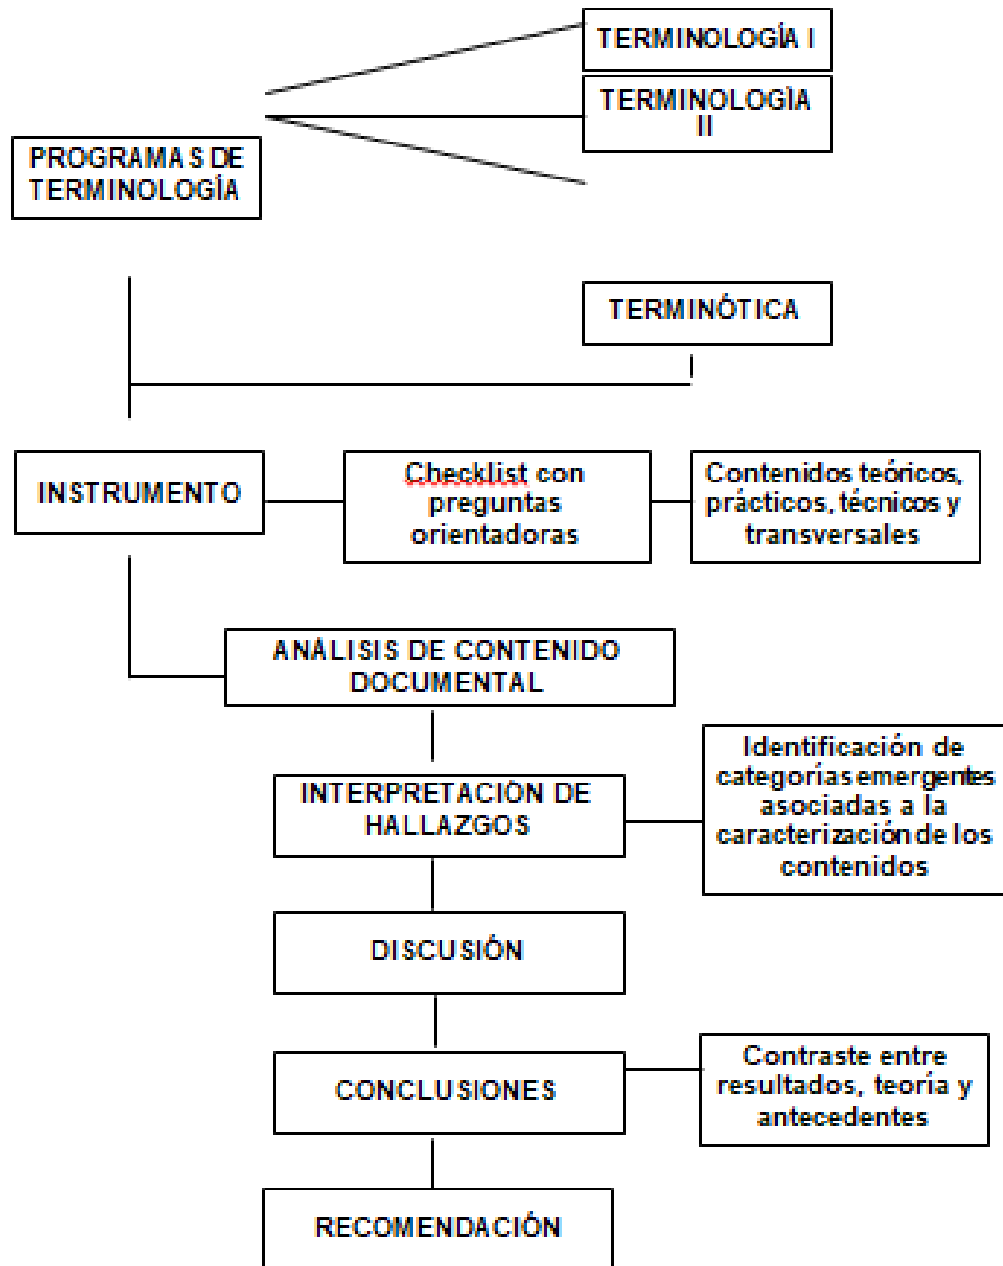 TERMINOLOGÍA I
TERMINOLOGÌA
II
PROGRAMAS DE
TERMINOLOGÍA
TERMINÓTICA
INSTRUMENTO
Checklist con
preguntas
orientadoras
Contenidos teóricos,
prácticos, técnicos y
transversales
ANÁLISIS DE CONTENIDO
DOCUMENTAL
INTERPRETACIÓN DE
HALLAZGOS
Identificación de
categorías emergentes
asociadas a la
caracterización de los
contenidos
DISCUSIÓN
CONCLUSIONES
Contraste entre
resultados, teoría y
antecedentes
RECOMENDACIÓN